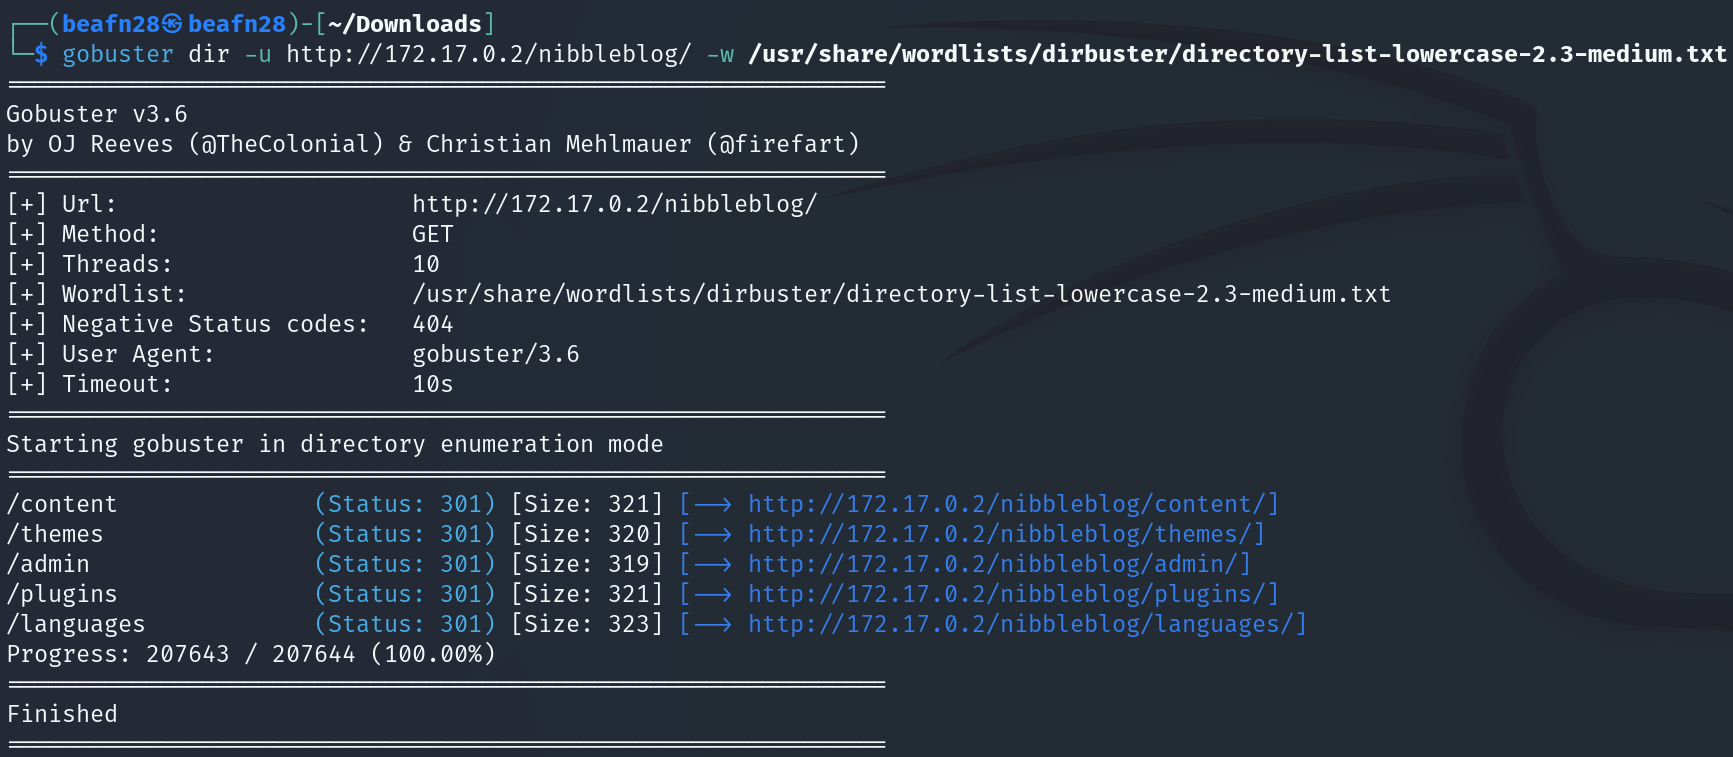 ┌──(beafn28㉿beafn28)-[~/Downloads]
└─$ gobuster dir -u http://172.17.0.2/nibbleblog/ -w /usr/share/wordlists/dirbuster/directory-list-lowercase-2.3-medium.txt
===============================================================
Gobuster v3.6
by OJ Reeves (@TheColonial) & Christian Mehlmauer (@firefart)
===============================================================
[+] Url:                     http://172.17.0.2/nibbleblog/
[+] Method:                  GET
[+] Threads:                 10
[+] Wordlist:                /usr/share/wordlists/dirbuster/directory-list-lowercase-2.3-medium.txt
[+] Negative Status codes:   404
[+] User Agent:              gobuster/3.6
[+] Timeout:                 10s
===============================================================
Starting gobuster in directory enumeration mode
===============================================================
/content              (Status: 301) [Size: 321] [--> http://172.17.0.2/nibbleblog/content/]
/themes               (Status: 301) [Size: 320] [--> http://172.17.0.2/nibbleblog/themes/]
/admin                (Status: 301) [Size: 319] [--> http://172.17.0.2/nibbleblog/admin/]
/plugins              (Status: 301) [Size: 321] [--> http://172.17.0.2/nibbleblog/plugins/]
/languages            (Status: 301) [Size: 323] [--> http://172.17.0.2/nibbleblog/languages/]
Progress: 207643 / 207644 (100.00%)
===============================================================
Finished
===============================================================